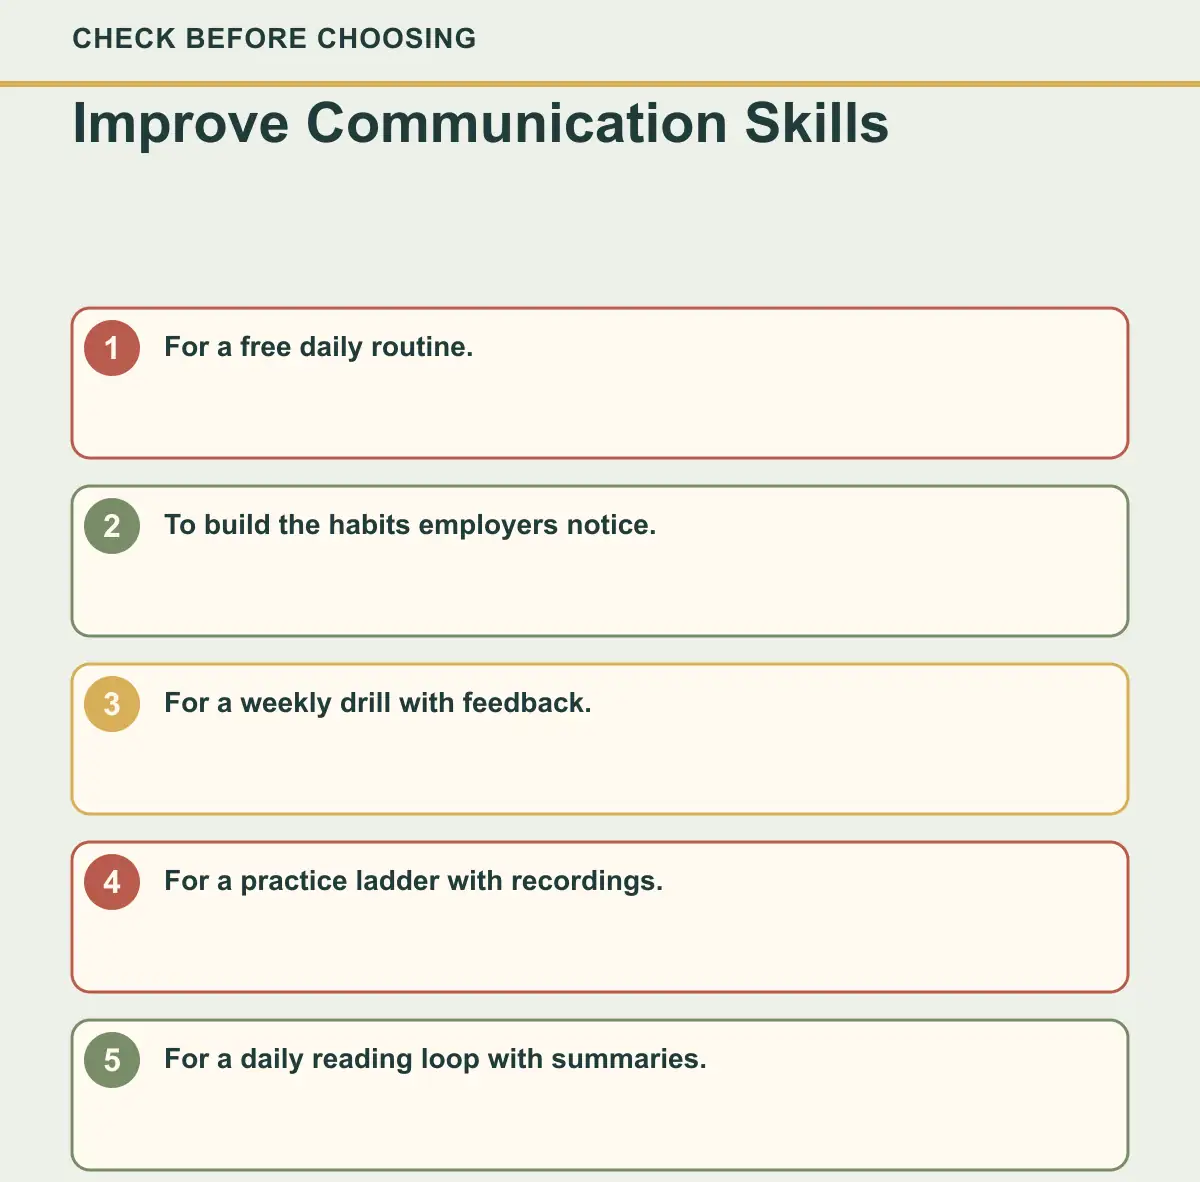 CHECK BEFORE CHOOSING
Improve Communication Skills
1 For a free daily routine.
2 To build the habits employers notice.
3 For a weekly drill with feedback.
4 For a practice ladder with recordings.
5 For a daily reading loop with summaries.